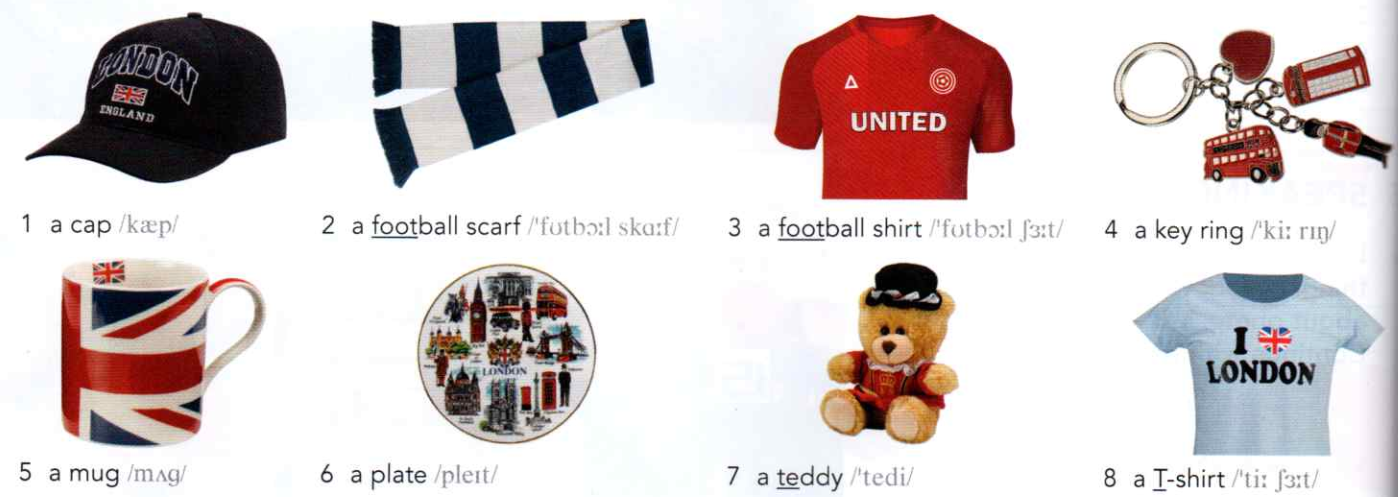 LONDON
ENGLAND
UNITED
LONDON
I LONDON
1 a cap /kæp/
2 a football scarf /ˈfʊtbɔːl skɑːf/
3 a football shirt /ˈfʊtbɔːl ʃɜːt/
4 a key ring /ˈkiː rɪŋ/
5 a mug /mʌɡ/
6 a plate /pleɪt/
7 a teddy /ˈtedi/
8 a T-shirt /ˈtiː ʃɜːt/